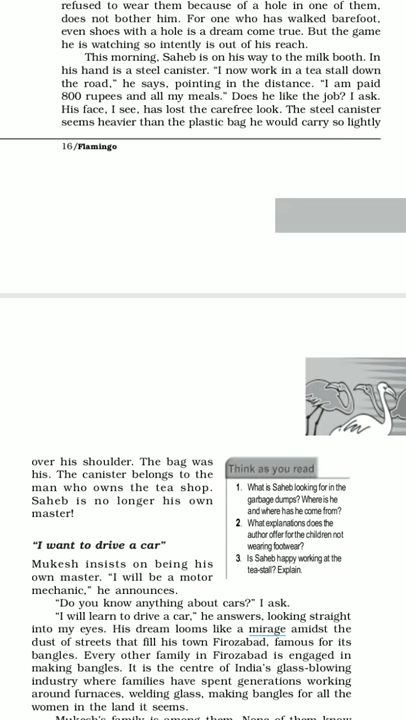 refused to wear them because of a hole in one of them,
does not bother him. For one who has walked barefoot,
even shoes with a hole is a dream come true. But the game
he is watching so intently is out of his reach.
This morning, Saheb is on his way to the milk booth. In
his hand is a steel canister. “I now work in a tea stall down
the road,” he says, pointing in the distance. “I am paid
800 rupees and all my meals.” Does he like the job? I ask.
His face, I see, has lost the carefree look. The steel canister
seems heavier than the plastic bag he would carry so lightly
16/Flamingo
over his shoulder. The bag was
his. The canister belongs to the
man who owns the tea shop.
Saheb is no longer his own
master!
Think as you read
1. What is Saheb looking for in the
garbage dumps? Where is he
and where has he come from?
2. What explanations does the
author offer for the children not
wearing footwear?
3. Is Saheb happy working at the
tea-stall? Explain.
“I want to drive a car”
Mukesh insists on being his
own master. “I will be a motor
mechanic,” he announces.
“Do you know anything about cars?” I ask.
“I will learn to drive a car,” he answers, looking straight
into my eyes. His dream looms like a mirage amidst the
dust of streets that fill his town Firozabad, famous for its
bangles. Every other family in Firozabad is engaged in
making bangles. It is the centre of India’s glass-blowing
industry where families have spent generations working
around furnaces, welding glass, making bangles for all the
women in the land it seems.
Mukesh’s family is among them. None of them know